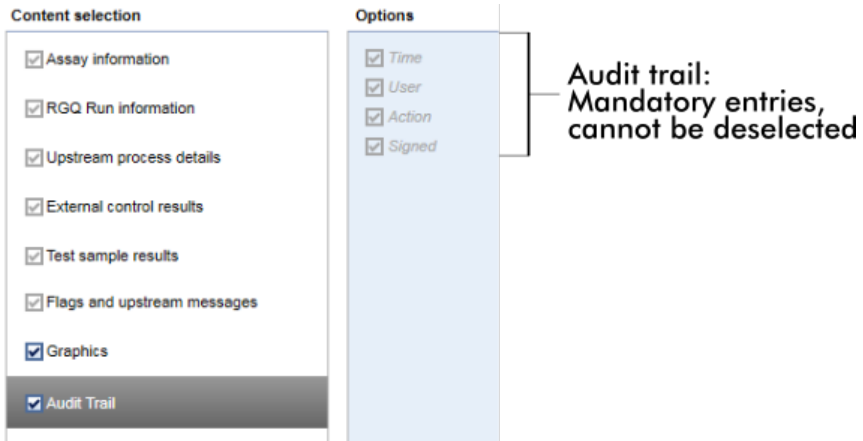 Content selection
Options
Assay information
RGQ Run information
Upstream process details
External control results
Test sample results
Flags and upstream messages
Graphics
Audit Trail
Time
User
Action
Signed
Audit trail:
Mandatory entries,
cannot be deselected